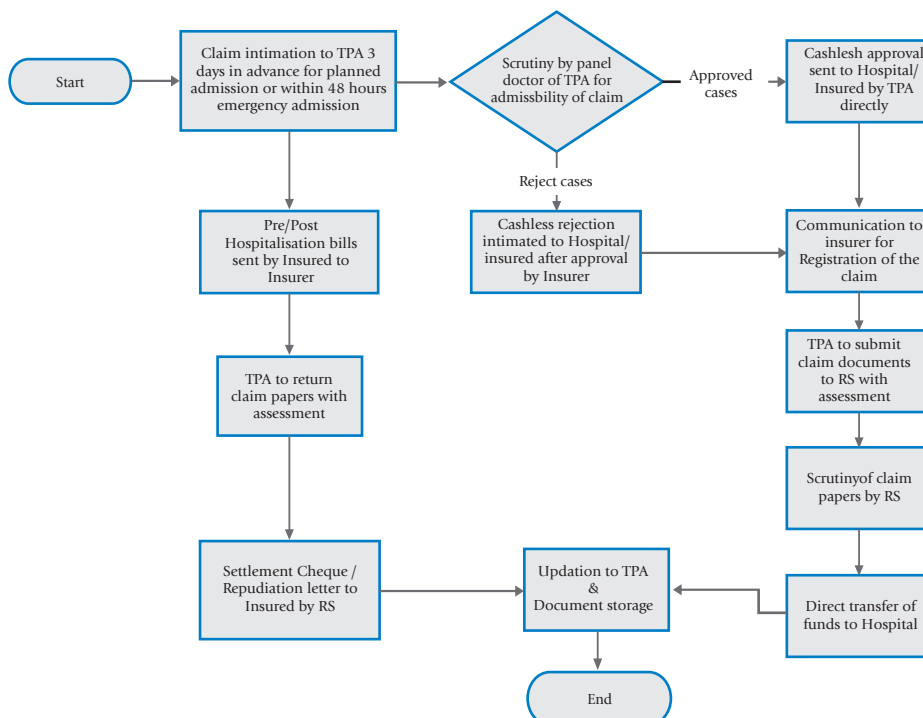 Start
Claim intimation to TPA 3
days in advance for planned
admission or within 48 hours
emergency admission
Scrutiny by panel
doctor of TPA for
admissbility of claim
Approved
cases
Cashlesh approval
sent to Hospital/
Insured by TPA
directly
Reject cases
Pre/Post
Hospitalisation bills
sent by Insured to
Insurer
Cashless rejection
intimated to Hospital/
insured after approval
by Insurer
Communication to
insurer for
Registration of the
claim
TPA to return
claim papers with
assessment
TPA to submit
claim documents
to RS with
assessment
Scrutinyof claim
papers by RS
Settlement Cheque /
Repudiation letter to
Insured by RS
Updation to TPA
&
Document storage
Direct transfer of
funds to Hospital
End